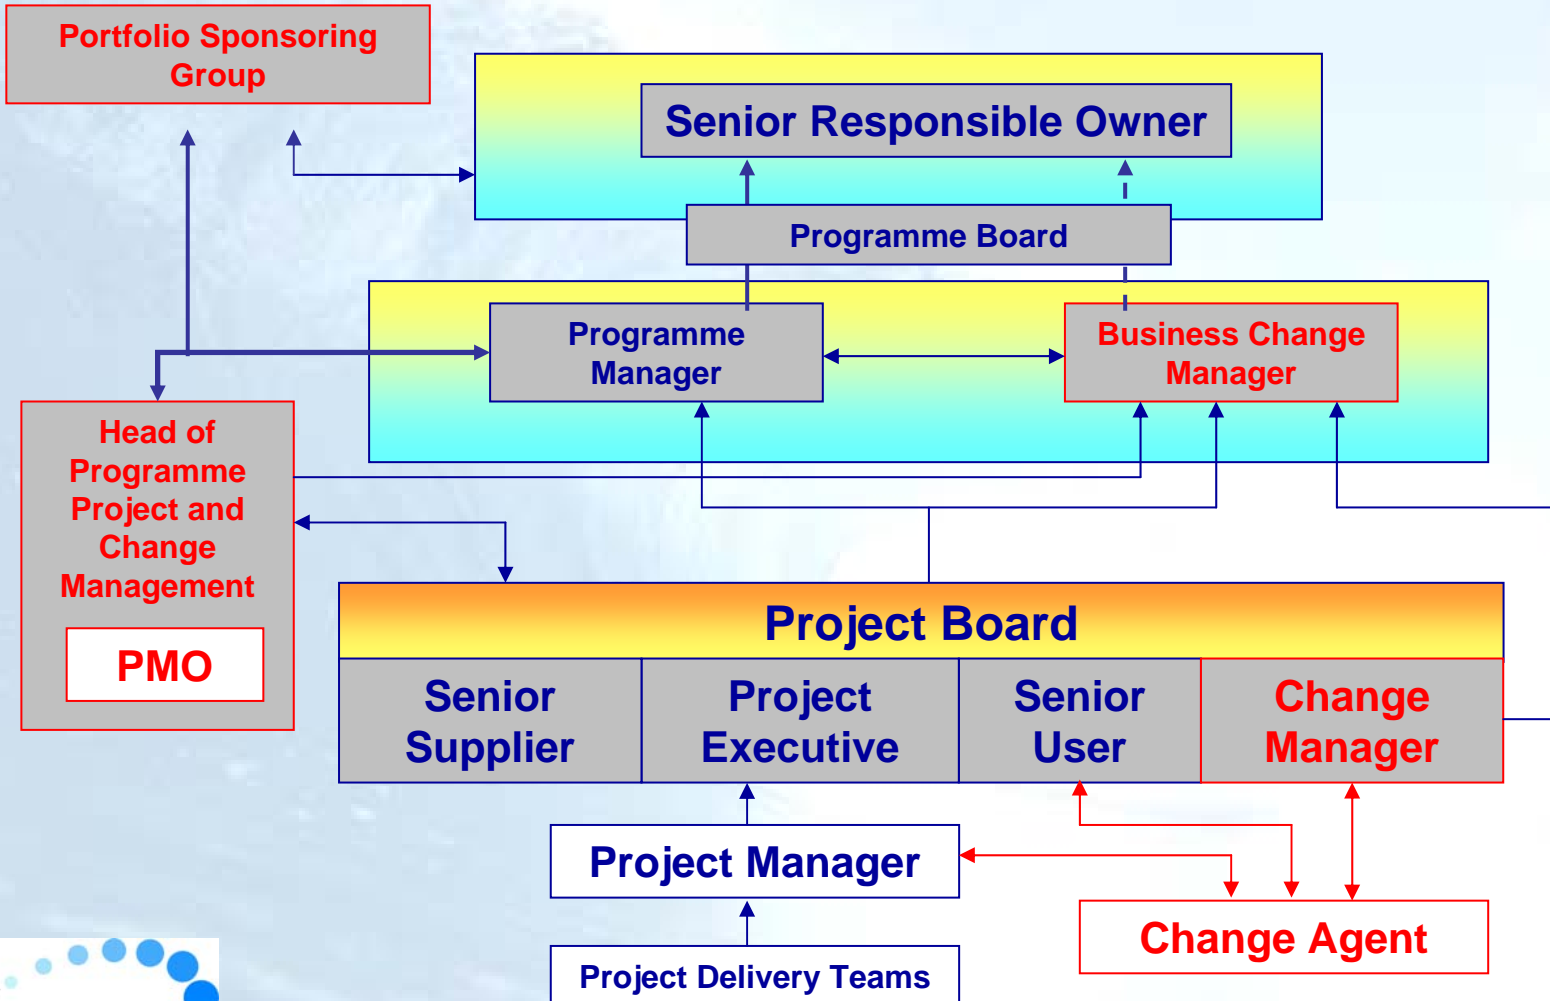 Portfolio Sponsoring
Group
Senior Responsible Owner
Programme Board
Programme
Manager
Business Change
Manager
Head of
Programme
Project and
Change
Management
PMO
Project Board
Senior
Supplier
Project
Executive
Senior
User
Change
Manager
Project Manager
Change Agent
Project Delivery Teams